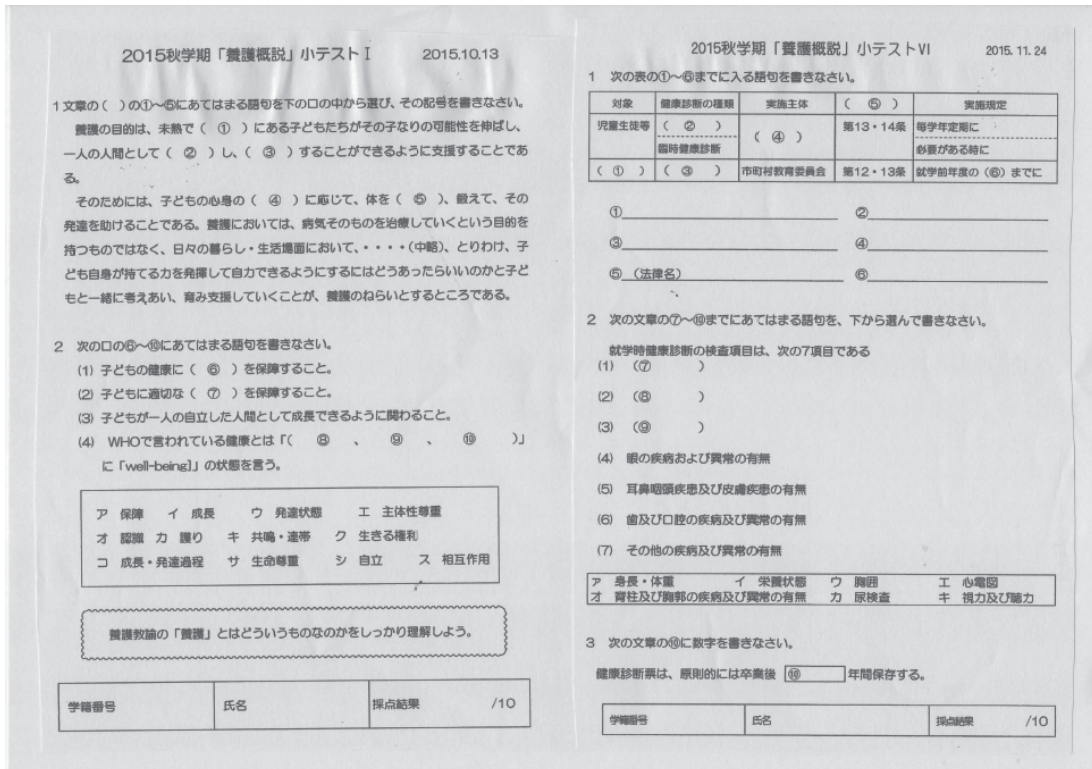 2015秋学期「養護概説」小テストⅠ　2015.10.13
1 文章の（ ）の①～⑤にあてはまる語句を下の口の中から選び、その記号を書きなさい。
養護の目的は、未熟で（ ① ）にある子どもたちがその子なりの可能性を伸ばし、
一人の人間として（ ② ）し、（ ③ ）することができるように支援することであ
る。
そのためには、子どもの心身の（ ④ ）に応じて、体を（ ⑤ ）、鍛えて、その
発達を助けることである。養護においては、病気そのものを治療していくという目的を
持つものではなく、日々の暮らし・生活場面において、・・・・(中略)、とりわけ、子
ども自身が持てる力を発揮して自力できるようにするにはどうあったらいいのかと子ど
もと一緒に考えあい、育み支援していくことが、養護のねらいとするところである。
2 次の口の⑥～⑩にあてはまる語句を書きなさい。
(1) 子どもの健康に（ ⑥ ）を保障すること。
(2) 子どもに適切な（ ⑦ ）を保障すること。
(3) 子どもが一人の自立した人間として成長できるように関わること。
(4) WHOで言われている健康とは「（ ⑧ 、 ⑨ 、 ⑩ ）」
に「well-being]」の状態を言う。
ア 保障 イ 成長 ウ 発達状態 エ 主体性尊重
オ 認識 カ 護り キ 共鳴・連帯 ク 生きる権利
コ 成長・発達過程 サ 生命尊重 シ 自立 ス 相互作用
養護教諭の「養護」とはどういうものなのかをしっかり理解しよう。
学籍番号 氏名 採点結果 /10
2015秋学期「養護概説」小テストⅥ　2015.11.24
1 次の表の①～⑥までに入る語句を書きなさい。
対象 健康診断の種類 実施主体 （ ⑤ ） 実施規定
児童生徒等 （ ② ） （ ④ ） 第13・14条 毎学年定期に
臨時健康診断 必要がある時に
（ ① ） （ ③ ） 市町村教育委員会 第12・13条 就学前年度の（⑥）までに
① ②
③ ④
⑤ （法律名） ⑥
2 次の文章の⑦～⑩までにあてはまる語句を、下から選んで書きなさい。
就学時健康診断の検査項目は、次の7項目である
(1) （⑦ ）
(2) （⑧ ）
(3) （⑨ ）
(4) 眼の疾病および異常の有無
(5) 耳鼻咽頭疾患及び皮膚疾患の有無
(6) 歯及び口腔の疾病及び異常の有無
(7) その他の疾病及び異常の有無
ア 身長・体重 イ 栄養状態 ウ 胸囲 エ 心電図
オ 脊柱及び胸郭の疾病及び異常の有無 カ 尿検査 キ 視力及び聴力
3 次の文章の⑩に数字を書きなさい。
健康診断票は、原則的には卒業後 ⑩ 年間保存する。
学籍番号 氏名 採点結果 /10